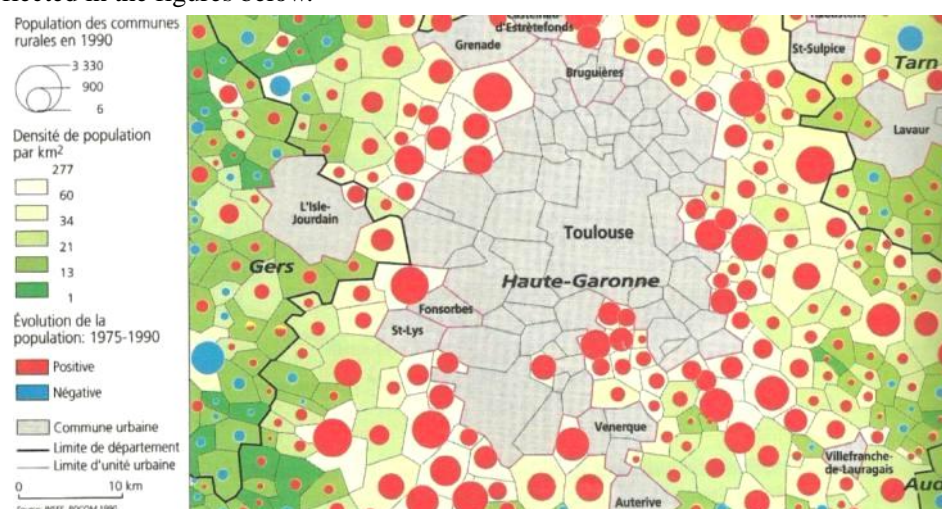 flected in the figures below.
Population des communes
rurales en 1990
3 330
900
6
Densité de population
par km2
277
60
34
21
13
1
Évolution de la
population: 1975-1990
Positive
Négative
Commune urbaine
Limite de département
Limite d'unité urbaine
0 10 km
d'Estrètefonds
Grenade
Bruguières
St-Sulpice
Tarn
Lavaur
L'Isle-
Jourdain
Toulouse
Gers
Haute-Garonne
Fonsorbes
St-Lys
Venerque
Villefranche-
de-Lauragais
Aud
Auterive